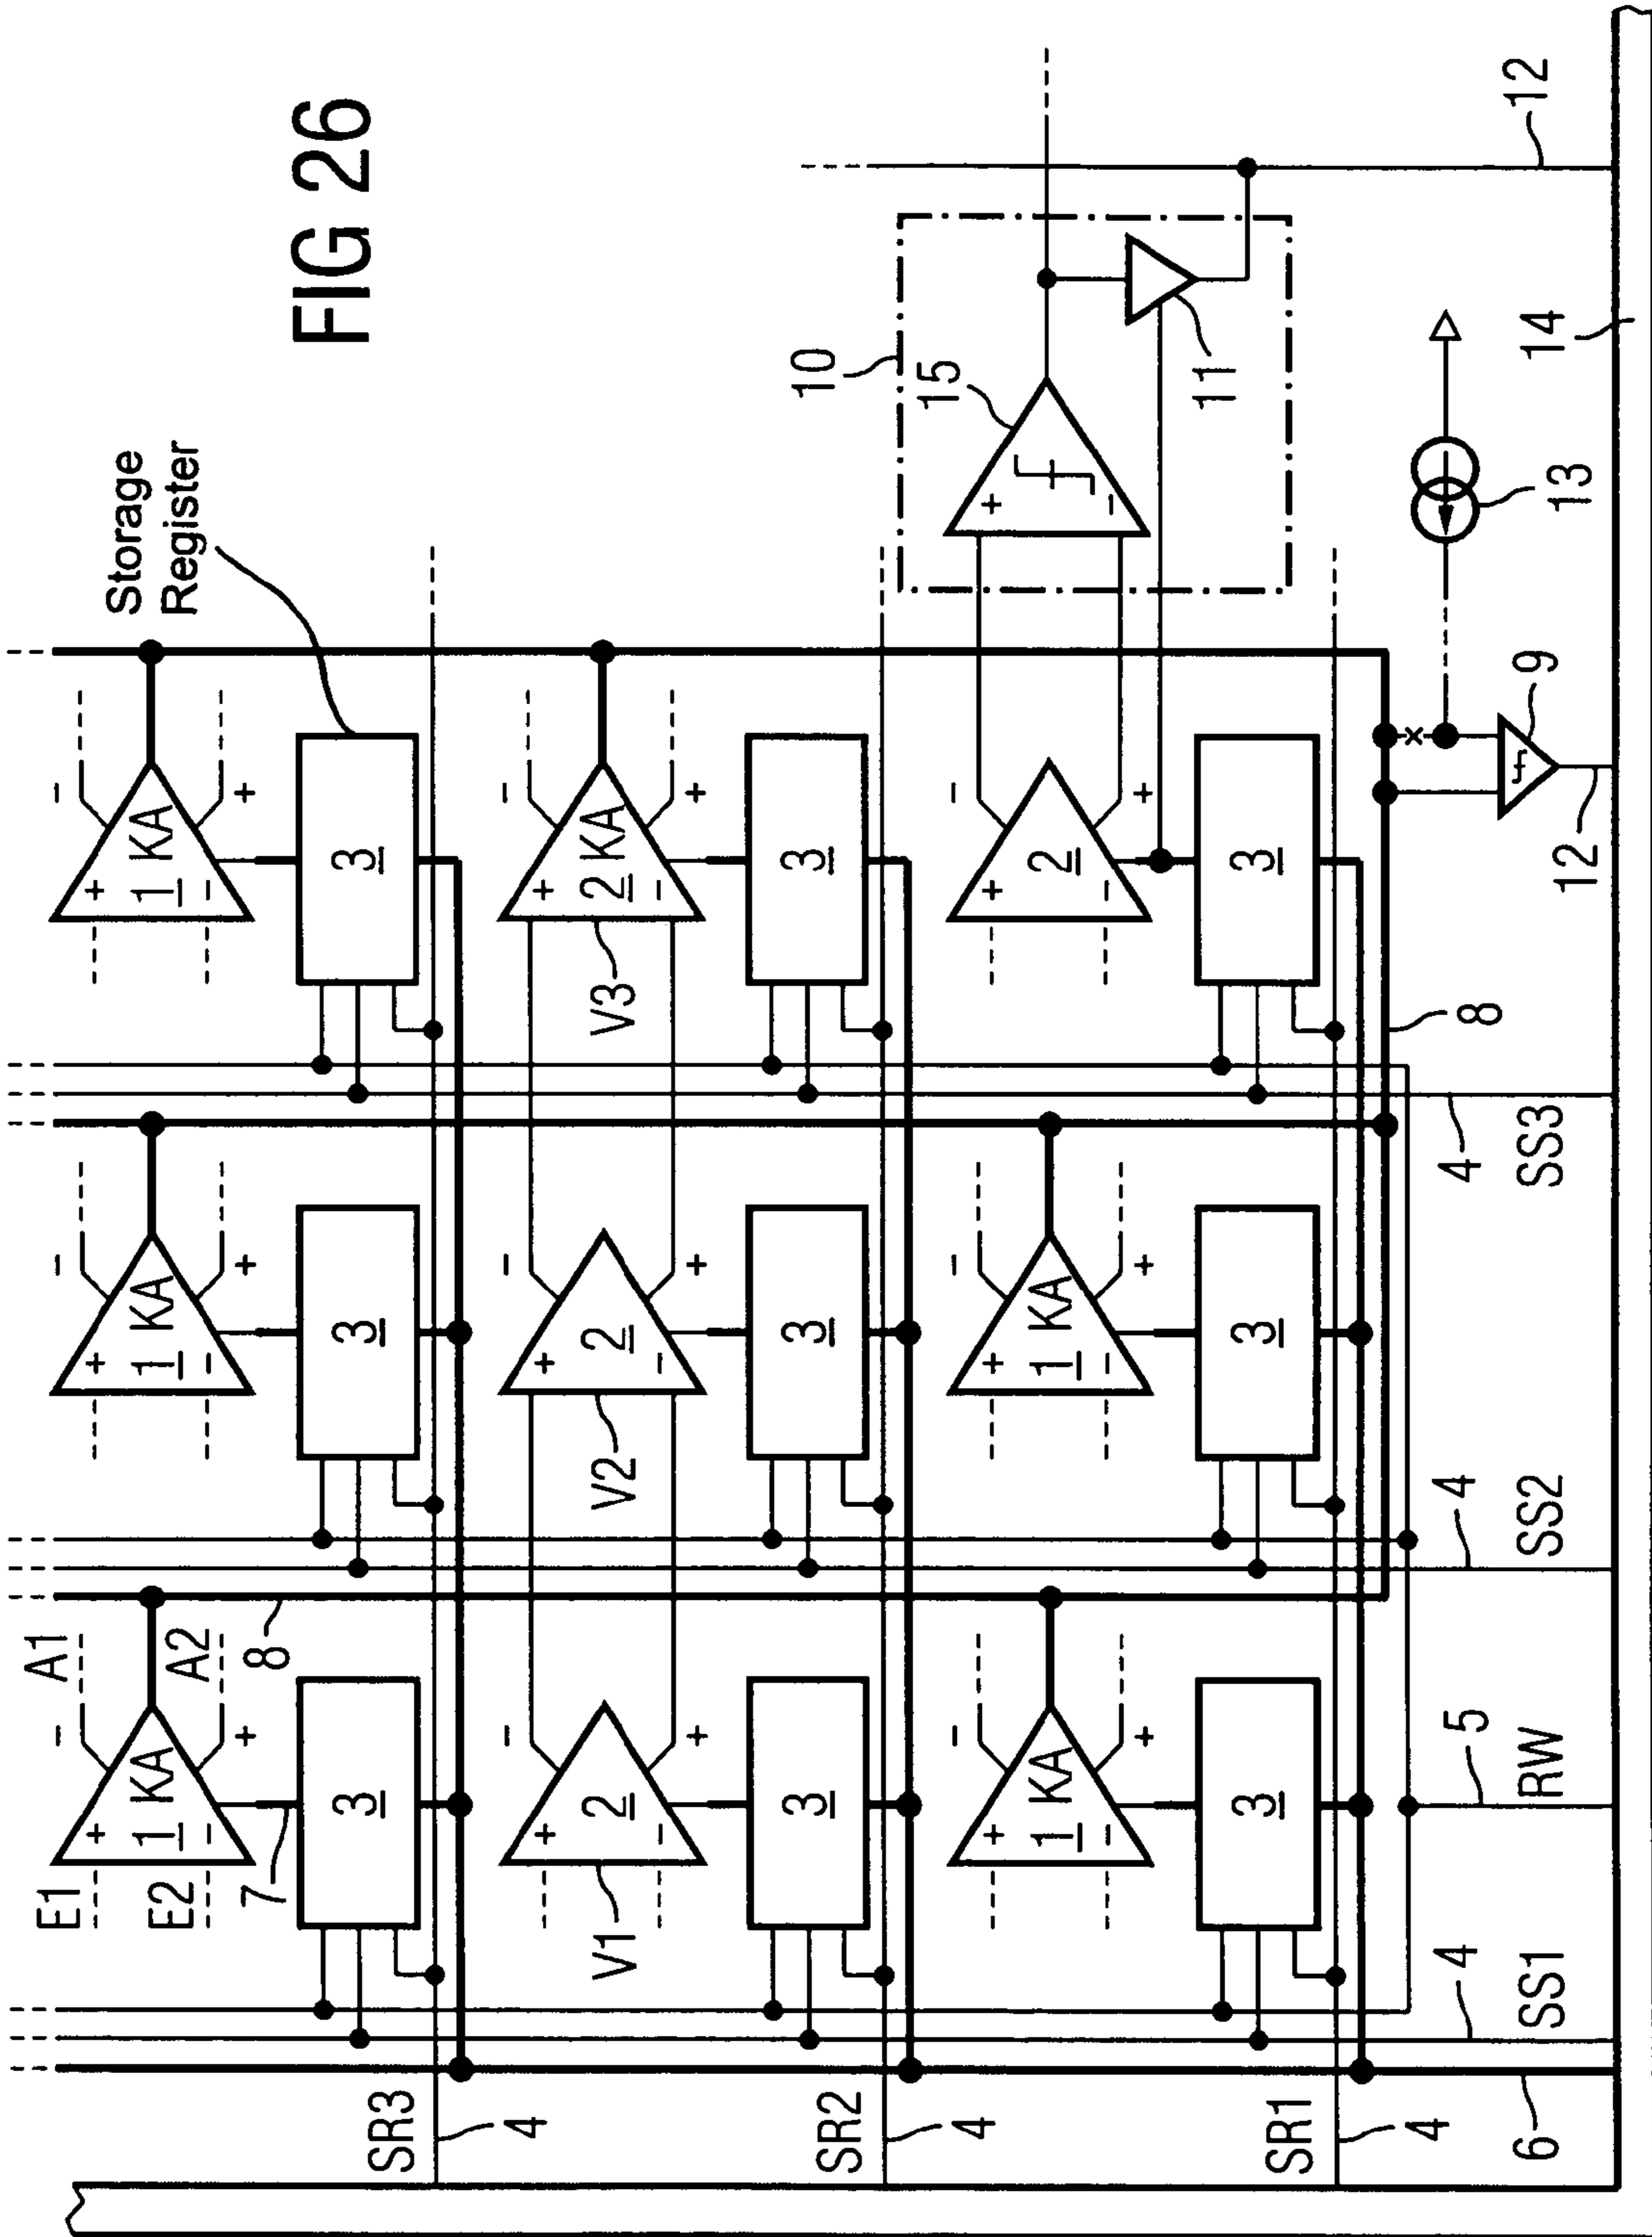 FIG 26
E1 A1
Storage
Register
− − −
+ + +
1 KA 1 KA 1 KA
E2 A2
− − −
+ + +
7 8
3 3 3
SR3
4
− − −
+ + +
2 2 2 KA
V1 V2 V3
− − −
+ + +
3 3 3
SR2
4
10
15
− − −
+ + + +
1 KA 1 KA 2
− − − −
+ + +
11
3 3 3
SR1
4
4 5 4 4 8 9
SS1 RW SS2 SS3 12 13 14 12
6